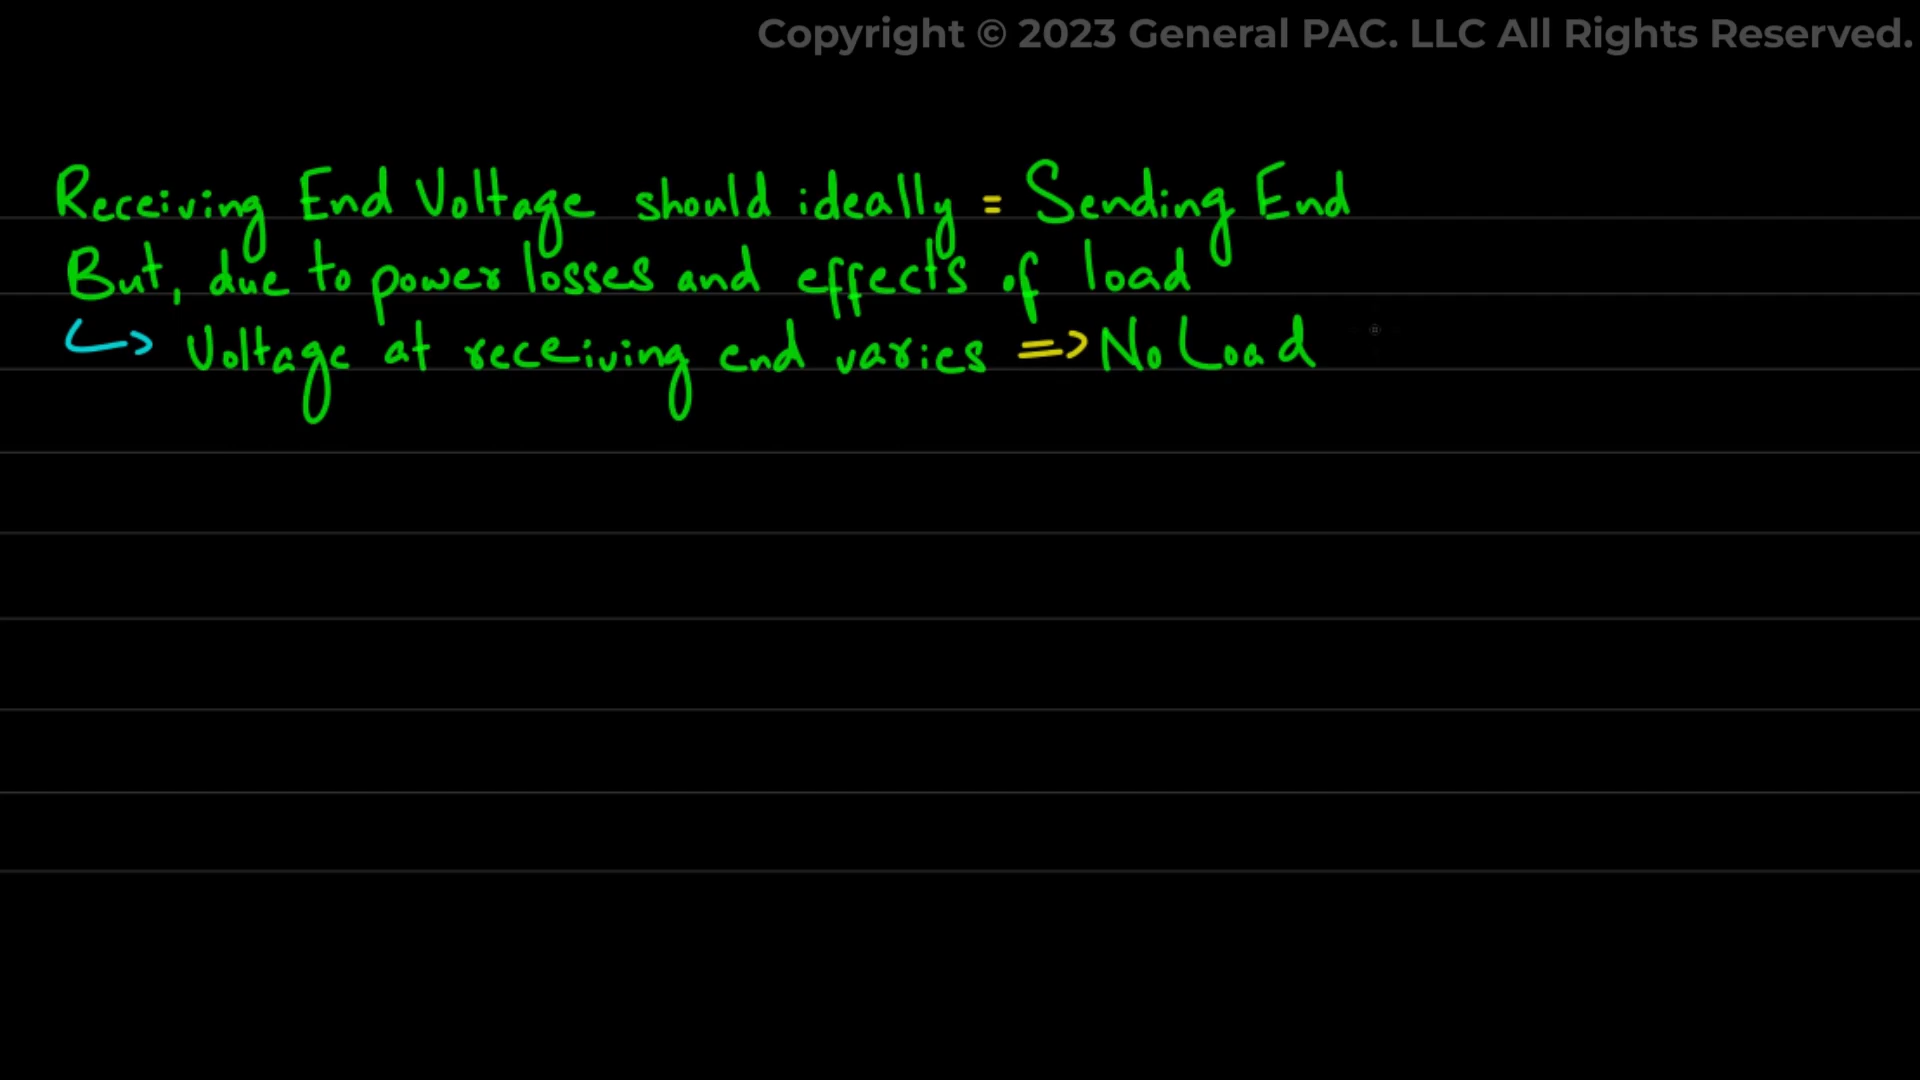 Copyright © 2023 General PAC. LLC All Rights Reserved.
Receiving End Voltage should ideally = Sending End
But, due to power losses and effects of load
↳ Voltage at receiving end varies => No Load